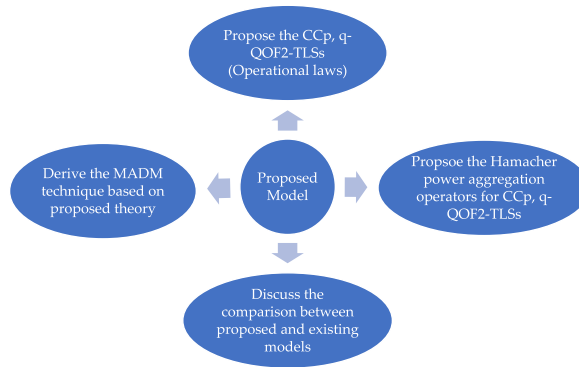 Propose the CCp, q-
QOF2-TLSs
(Operational laws)
Derive the MADM
technique based on
proposed theory
Proposed
Model
Propsoe the Hamacher
power aggregation
operators for CCp, q-
QOF2-TLSs
Discuss the
comparison between
proposed and existing
models